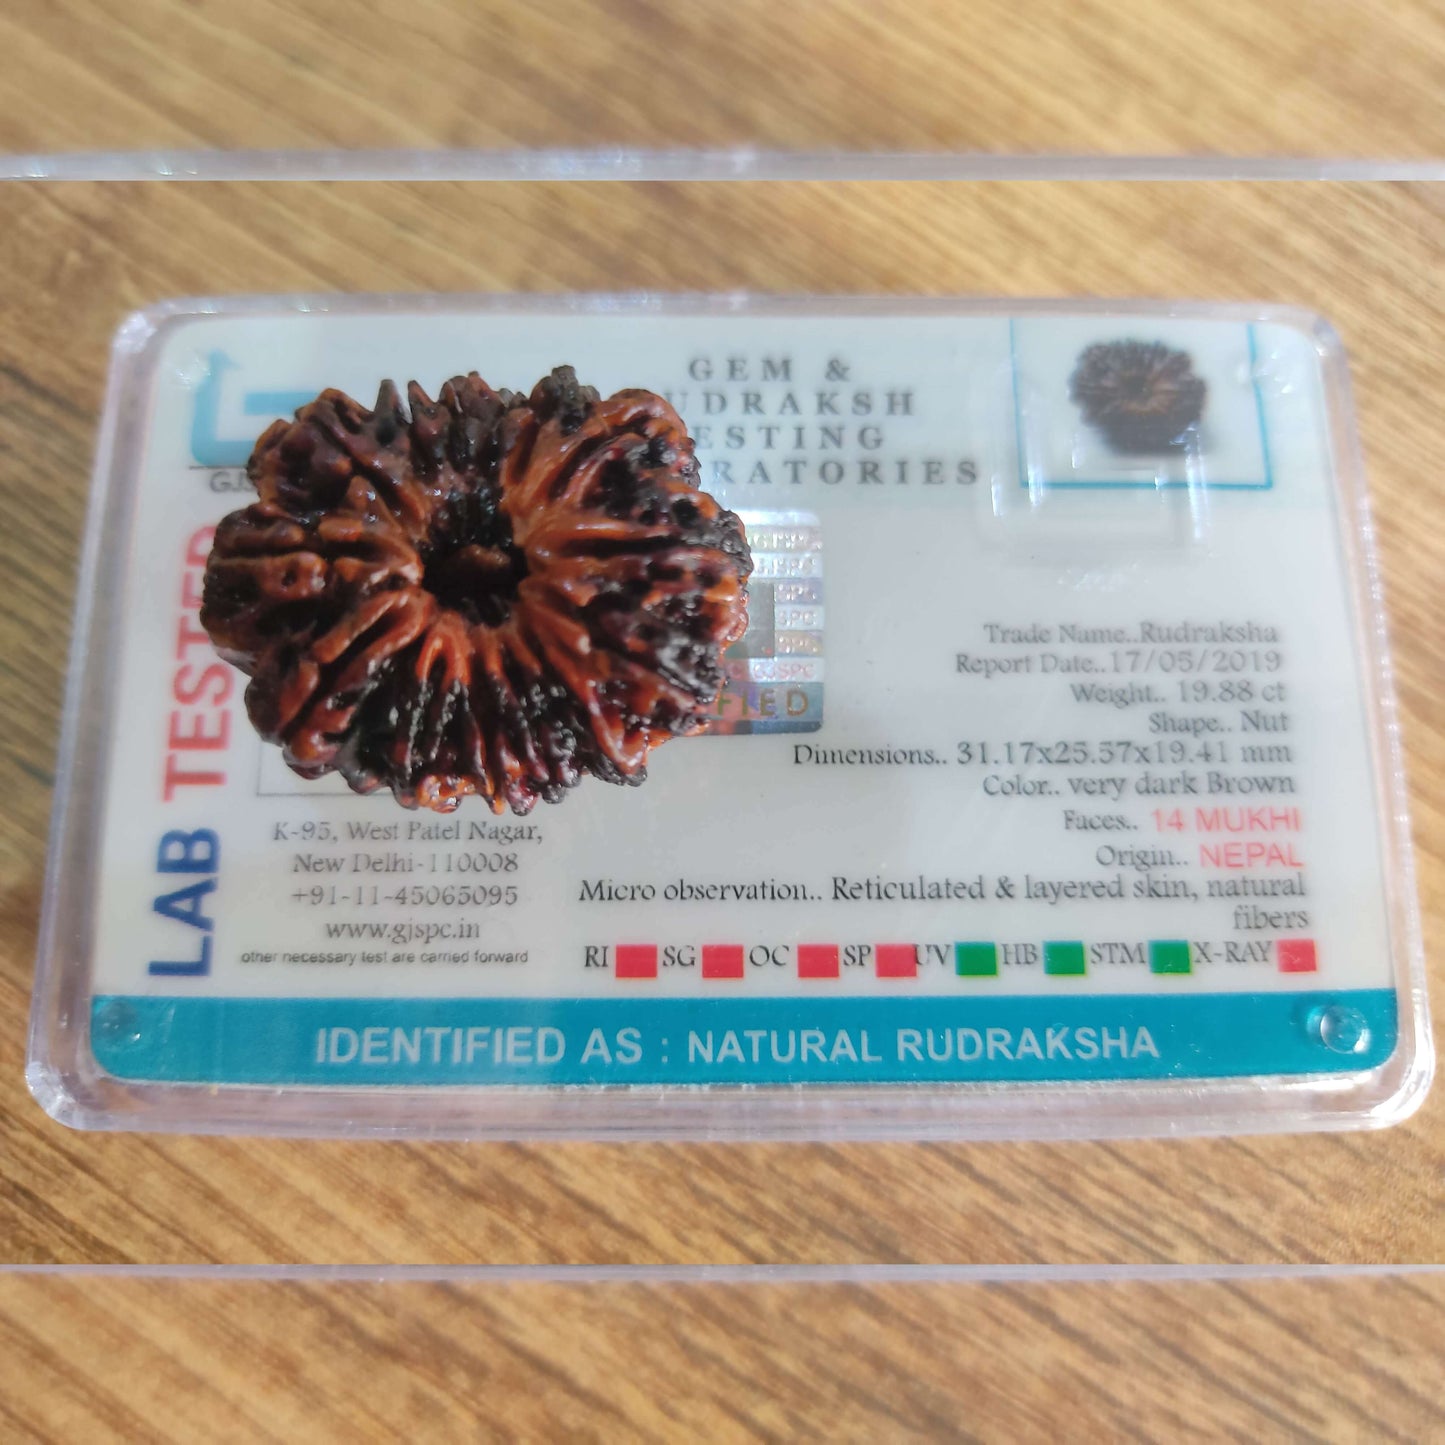 GEM &
UDRAKSH
ESTING
RATORIES
LAB TESTED
FIED
Trade Name..Rudraksha
Report Date..17/05/2019
Weight.. 19.88 ct
Shape.. Nut
Dimensions.. 31.17x25.57x19.41 mm
Color.. very dark Brown
Faces.. 14 MUKHI
Origin.. NEPAL
Micro observation.. Reticulated & layered skin, natural
fibers
K-95, West Patel Nagar,
New Delhi-110008
+91-11-45065095
www.gjspc.in
other necessary test are carried forward
RI SG OC SP UV HB STM X-RAY
IDENTIFIED AS : NATURAL RUDRAKSHA